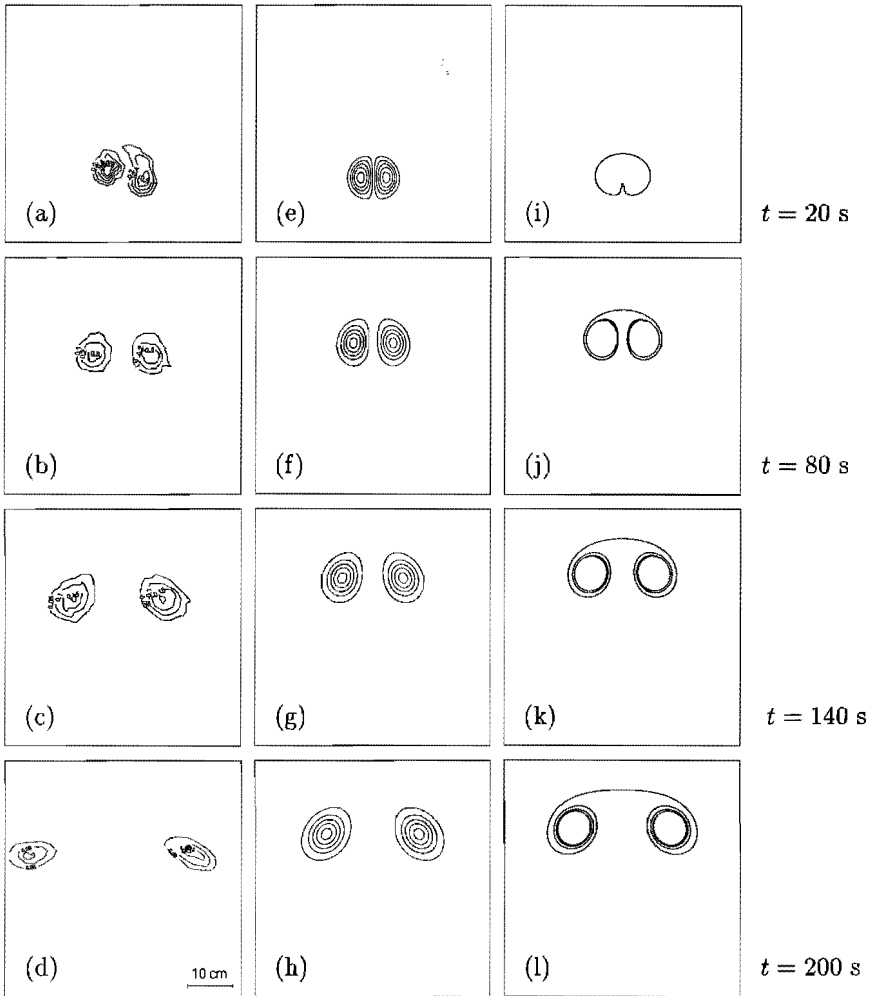 (a) (e) (i) t = 20 s
(b) (f) (j) t = 80 s
(c) (g) (k) t = 140 s
10 cm
(d) (h) (l) t = 200 s